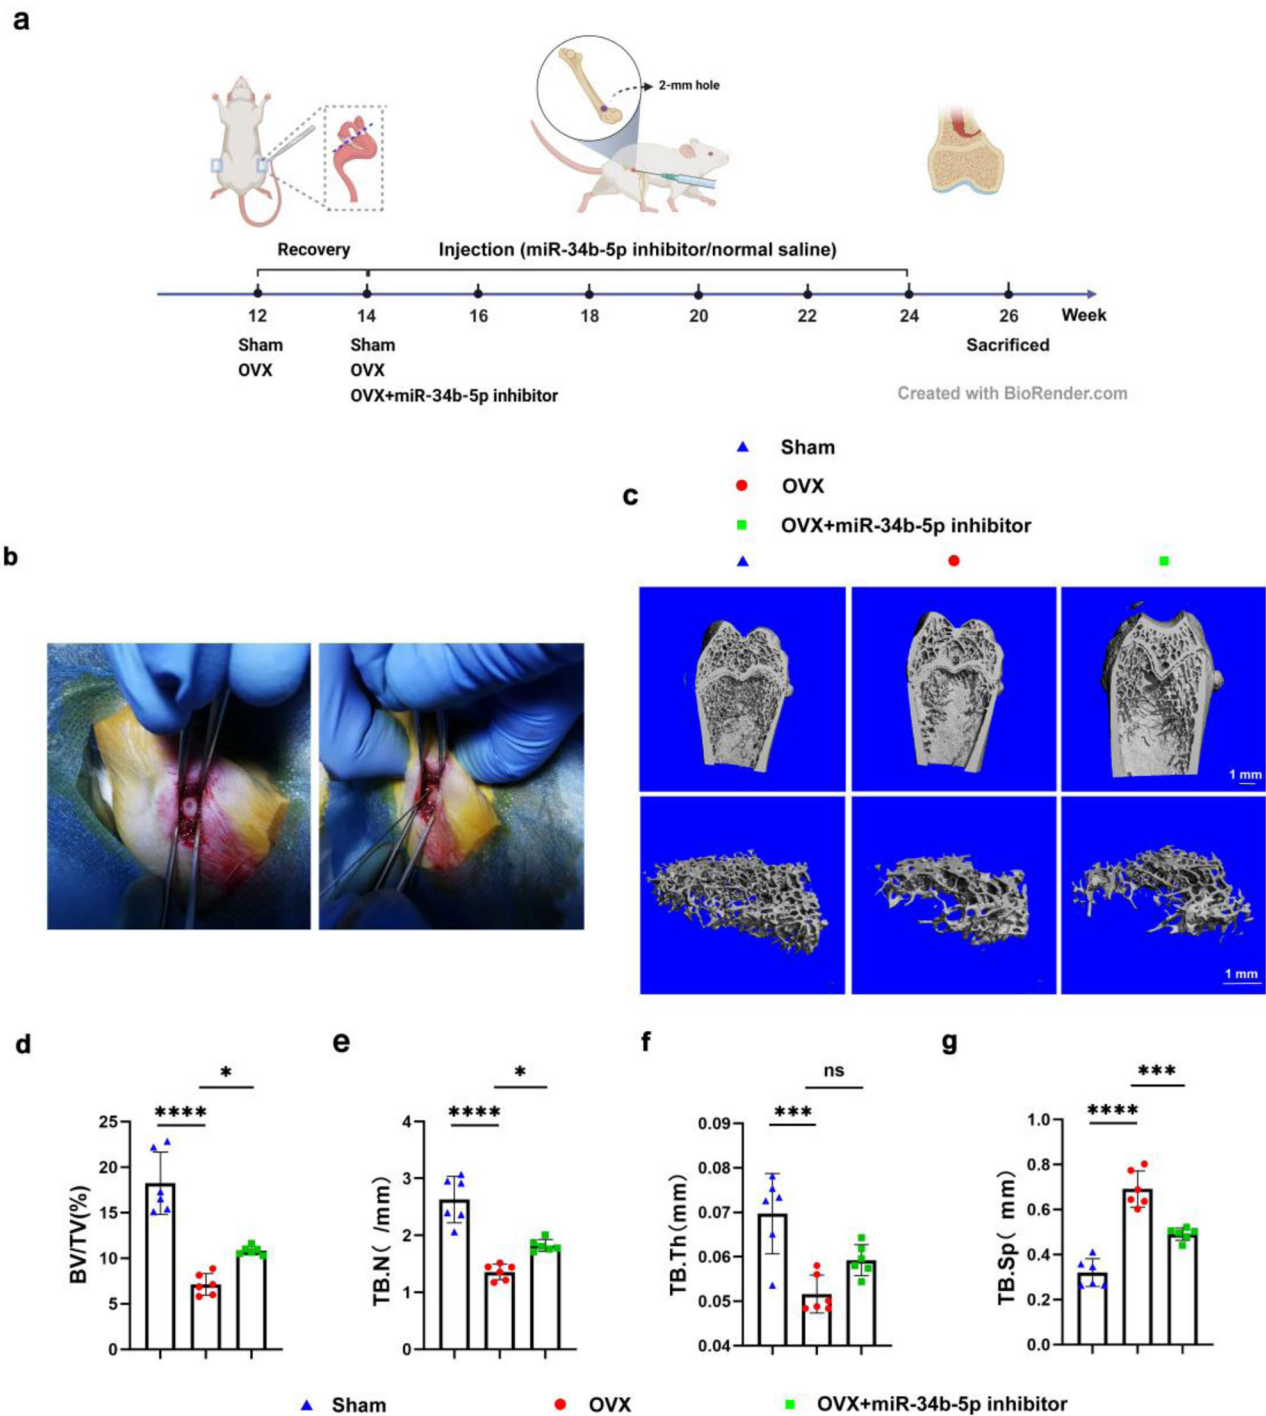 a
2-mm hole
Recovery
Injection (miR-34b-5p inhibitor/normal saline)
12 14 16 18 20 22 24 26 Week
Sham Sham Sacrificed
OVX OVX
OVX+miR-34b-5p inhibitor
Created with BioRender.com
Sham
OVX
OVX+miR-34b-5p inhibitor
c
b
1 mm
1 mm
d
BV/TV(%)
25
20
15
10
5
0
****
*
e
TB.N( /mm)
4
3
2
1
0
****
*
f
TB.Th(mm)
0.09
0.08
0.07
0.06
0.05
0.04
***
ns
g
TB.Sp( mm)
1.0
0.8
0.6
0.4
0.2
0.0
****
***
Sham
OVX
OVX+miR-34b-5p inhibitor